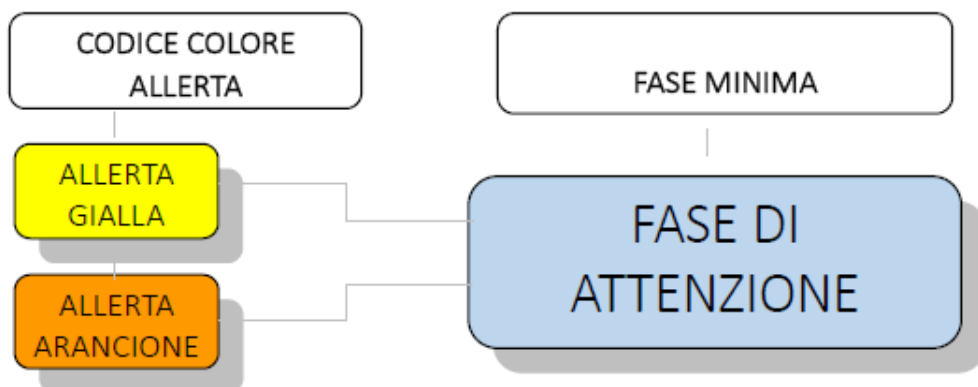 CODICE COLORE
ALLERTA
FASE MINIMA
ALLERTA
GIALLA
FASE DI
ATTENZIONE
ALLERTA
ARANCIONE